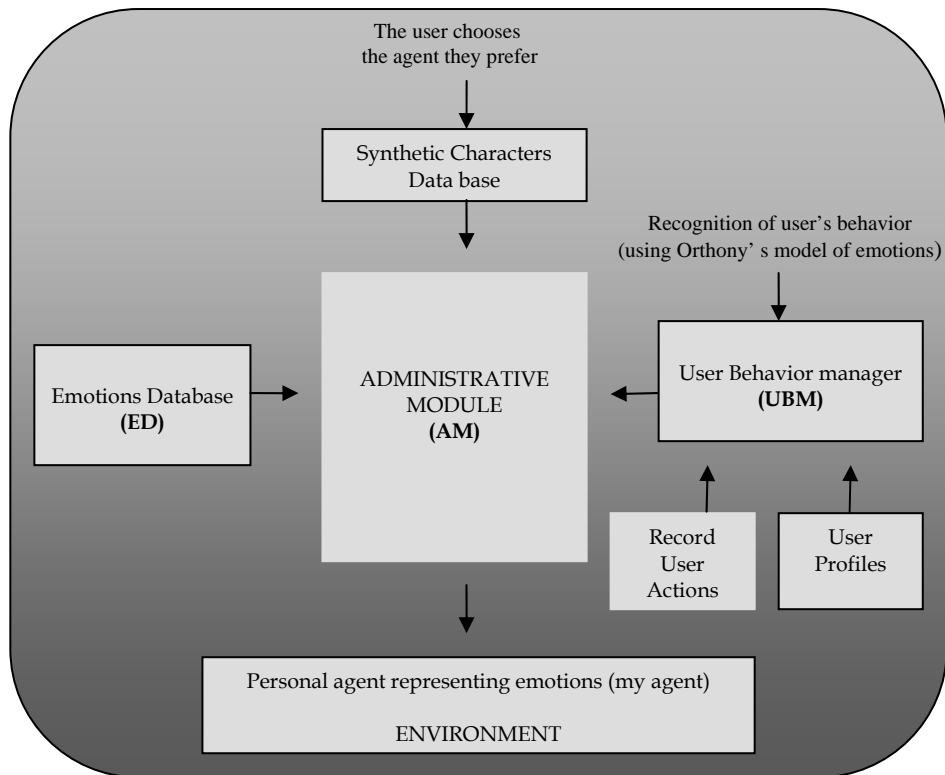 The user chooses
the agent they prefer
Synthetic Characters
Data base
Recognition of user's behavior
(using Orthony' s model of emotions)
Emotions Database
(ED)
ADMINISTRATIVE
MODULE
(AM)
User Behavior manager
(UBM)
Record
User
Actions
User
Profiles
Personal agent representing emotions (my agent)
ENVIRONMENT